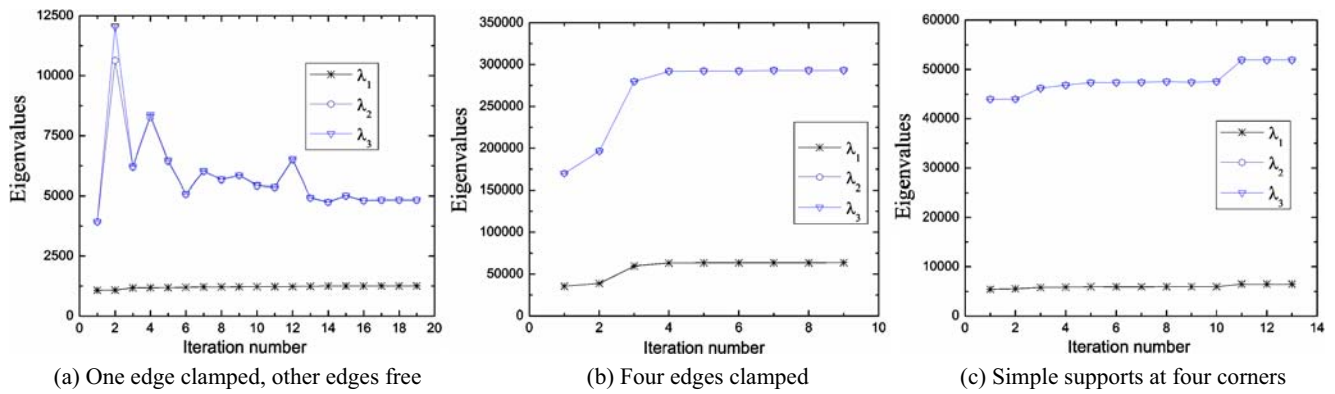 12500
10000
7500
5000
2500
0
Eigenvalues
λ1
λ2
λ3
0 2 4 6 8 10 12 14 16 18 20
Iteration number
(a) One edge clamped, other edges free
350000
300000
250000
200000
150000
100000
50000
0
Eigenvalues
λ1
λ2
λ3
0 2 4 6 8 10
Iteration number
(b) Four edges clamped
60000
50000
40000
30000
20000
10000
0
Eigenvalues
λ1
λ2
λ3
0 2 4 6 8 10 12 14
Iteration number
(c) Simple supports at four corners